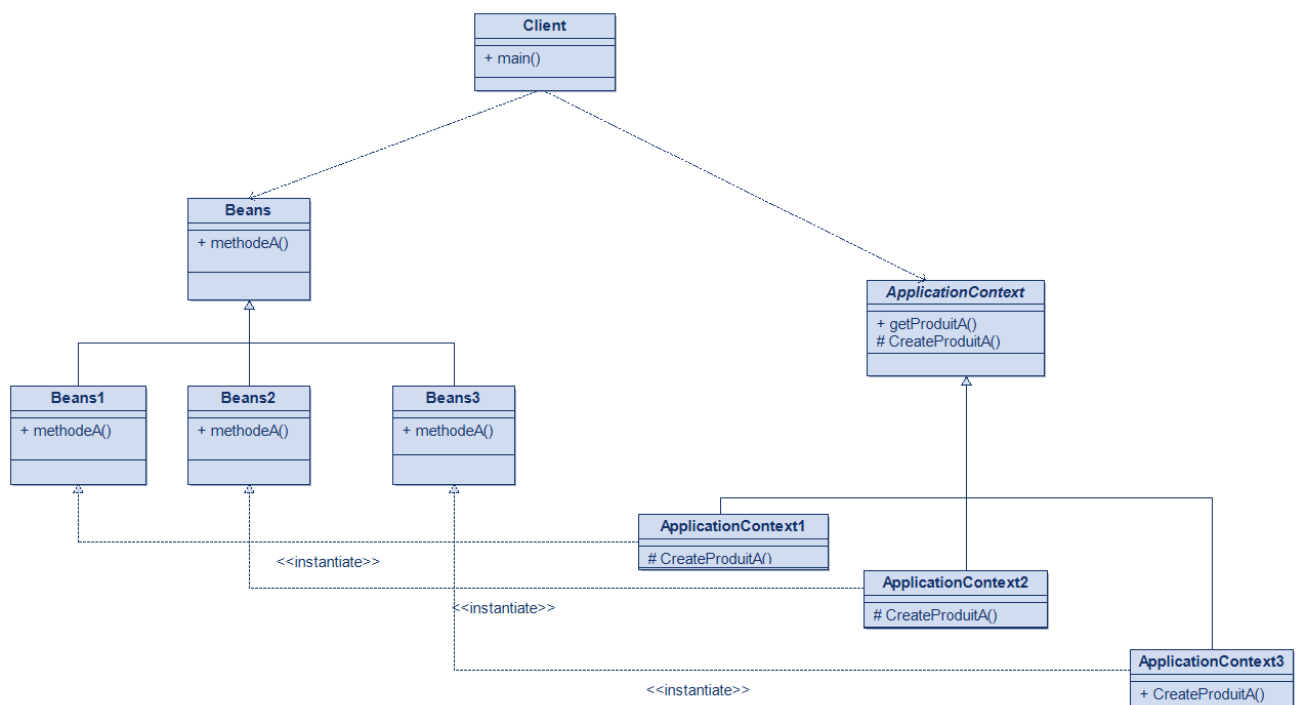 Client
+ main()
Beans
+ methodeA()
ApplicationContext
+ getProduitA()
# CreateProduitA()
Beans1
+ methodeA()
Beans2
+ methodeA()
Beans3
+ methodeA()
ApplicationContext1
# CreateProduitA()
<<instantiate>>
ApplicationContext2
# CreateProduitA()
<<instantiate>>
ApplicationContext3
+ CreateProduitA()
<<instantiate>>